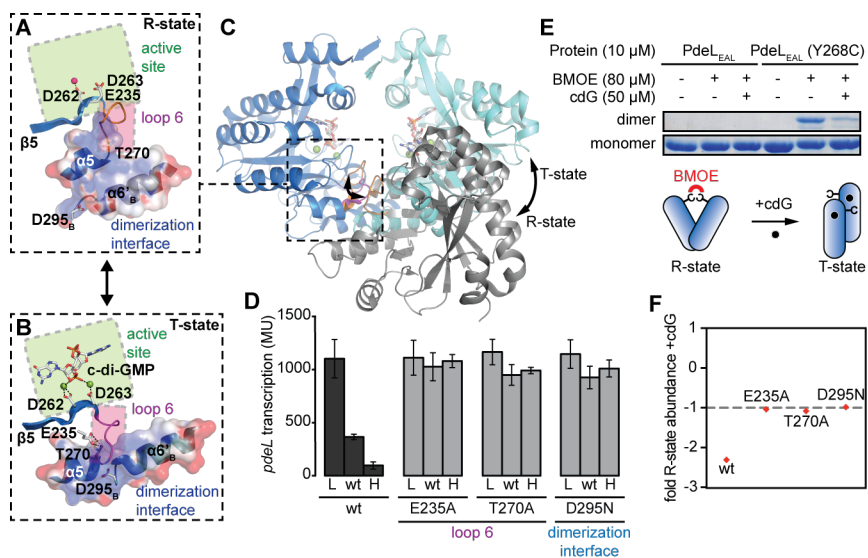 A
R-state
active
site
D263
D262
E235
loop 6
β5
T270
α5
α6'B
D295B
dimerization
interface
B
T-state
active
site
c-di-GMP
D262
D263
loop 6
β5
E235
T270
α6'B
α5
D295B
dimerization
interface
C
T-state
R-state
D
pdeL transcription (MU)
1500
1000
500
0
L wt H L wt H L wt H L wt H
wt E235A T270A D295N
loop 6 dimerization
interface
E
Protein (10 µM) PdeLEAL PdeLEAL (Y268C)
BMOE (80 µM) - + + - + +
cdG (50 µM) - - + - - +
dimer
monomer
BMOE
+cdG
R-state T-state
F
fold R-state abundance +cdG
1
0
-1
-2
-3
E235A
D295N
T270A
wt